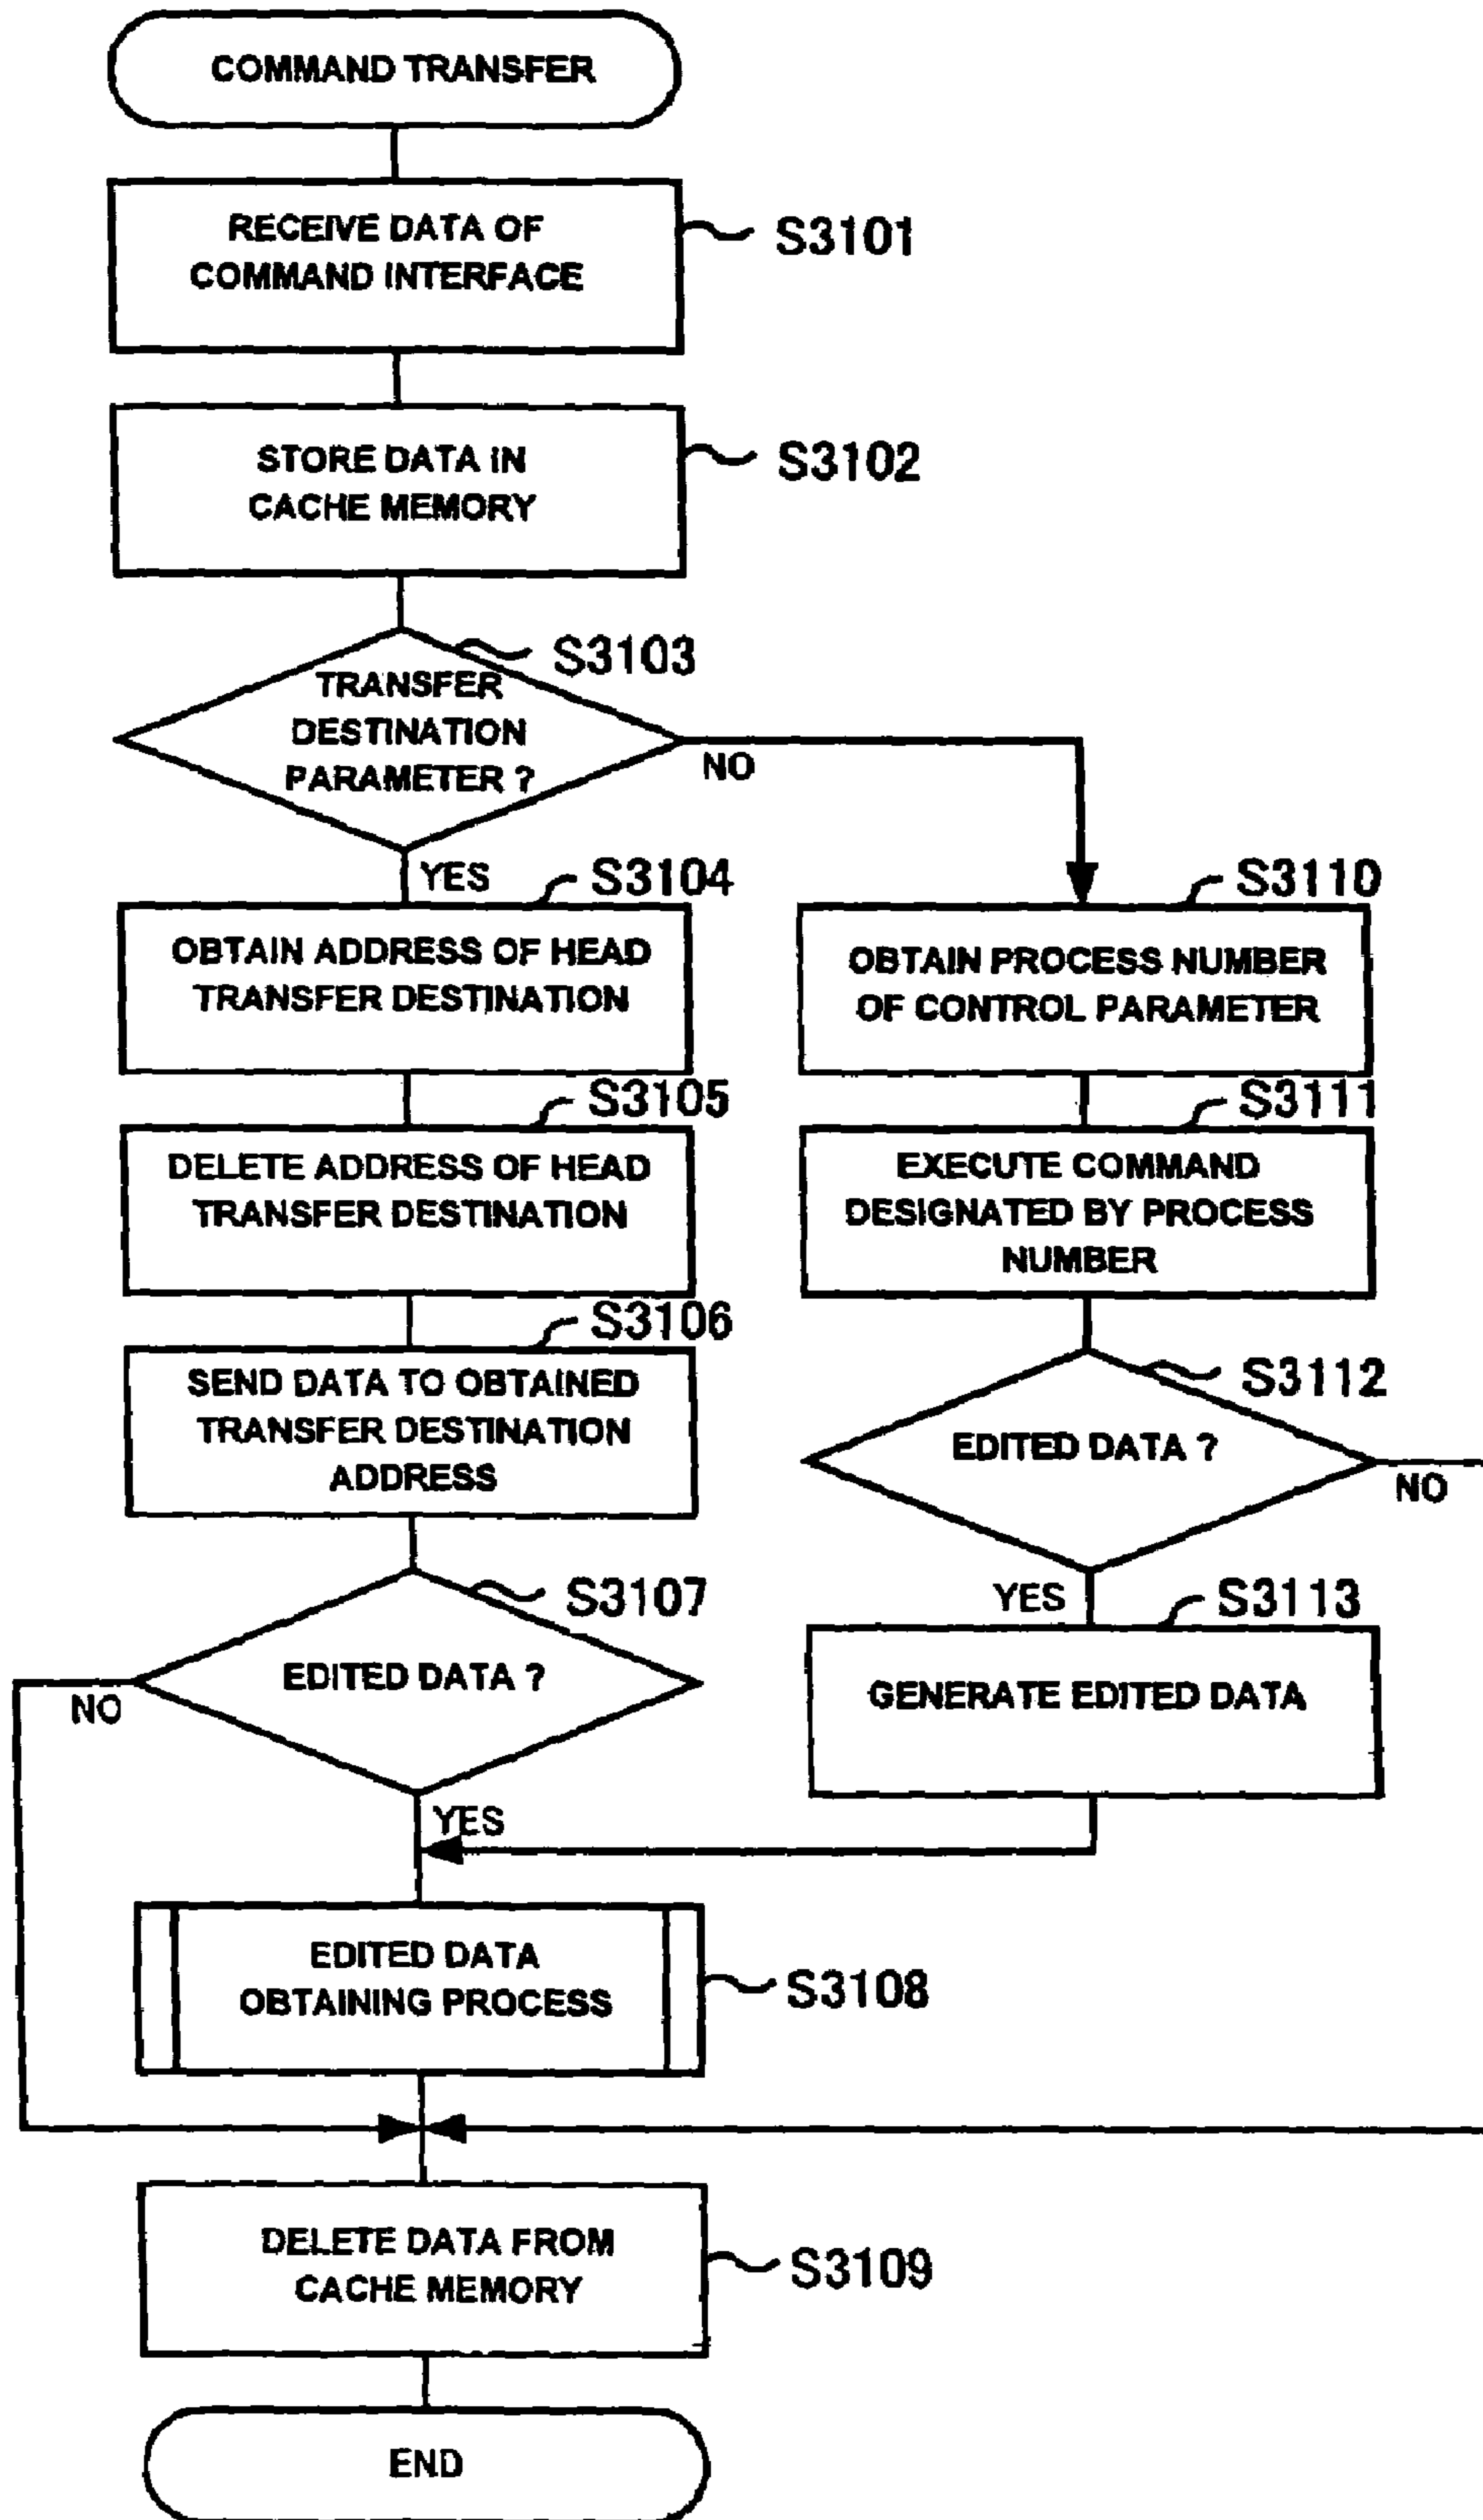 COMMAND TRANSFER
RECEIVE DATA OF
COMMAND INTERFACE
S3101
STORE DATA IN
CACHE MEMORY
S3102
S3103
TRANSFER
DESTINATION
PARAMETER ?
NO
YES
S3104
OBTAIN ADDRESS OF HEAD
TRANSFER DESTINATION
S3110
OBTAIN PROCESS NUMBER
OF CONTROL PARAMETER
S3105
DELETE ADDRESS OF HEAD
TRANSFER DESTINATION
S3111
EXECUTE COMMAND
DESIGNATED BY PROCESS
NUMBER
S3106
SEND DATA TO OBTAINED
TRANSFER DESTINATION
ADDRESS
S3112
EDITED DATA ?
NO
YES
S3107
EDITED DATA ?
NO
YES
S3113
GENERATE EDITED DATA
EDITED DATA
OBTAINING PROCESS
S3108
DELETE DATA FROM
CACHE MEMORY
S3109
END